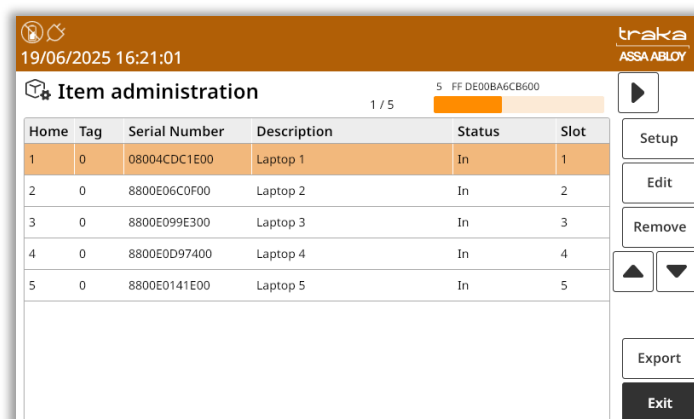 19/06/2025 16:21:01
traka
ASSA ABLOY
Item administration
1 / 5
5 FF DE00BA6CB600
Home Tag Serial Number Description Status Slot
1 0 08004CDC1E00 Laptop 1 In 1
2 0 8800E06C0F00 Laptop 2 In 2
3 0 8800E099E300 Laptop 3 In 3
4 0 8800E0D97400 Laptop 4 In 4
5 0 8800E0141E00 Laptop 5 In 5
Setup
Edit
Remove
Export
Exit